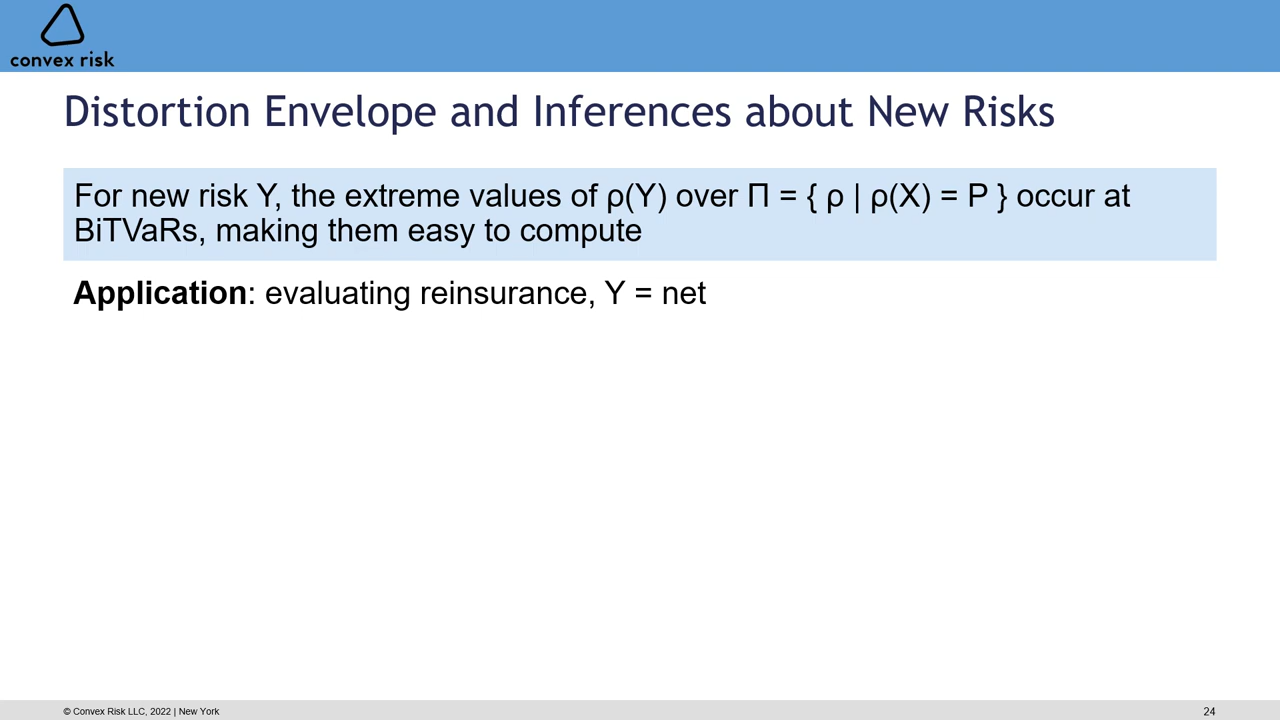 convex risk
Distortion Envelope and Inferences about New Risks
For new risk Y, the extreme values of ρ(Y) over Π = { ρ | ρ(X) = P } occur at
BiTVaRs, making them easy to compute
Application: evaluating reinsurance, Y = net
© Convex Risk LLC, 2022 | New York
24